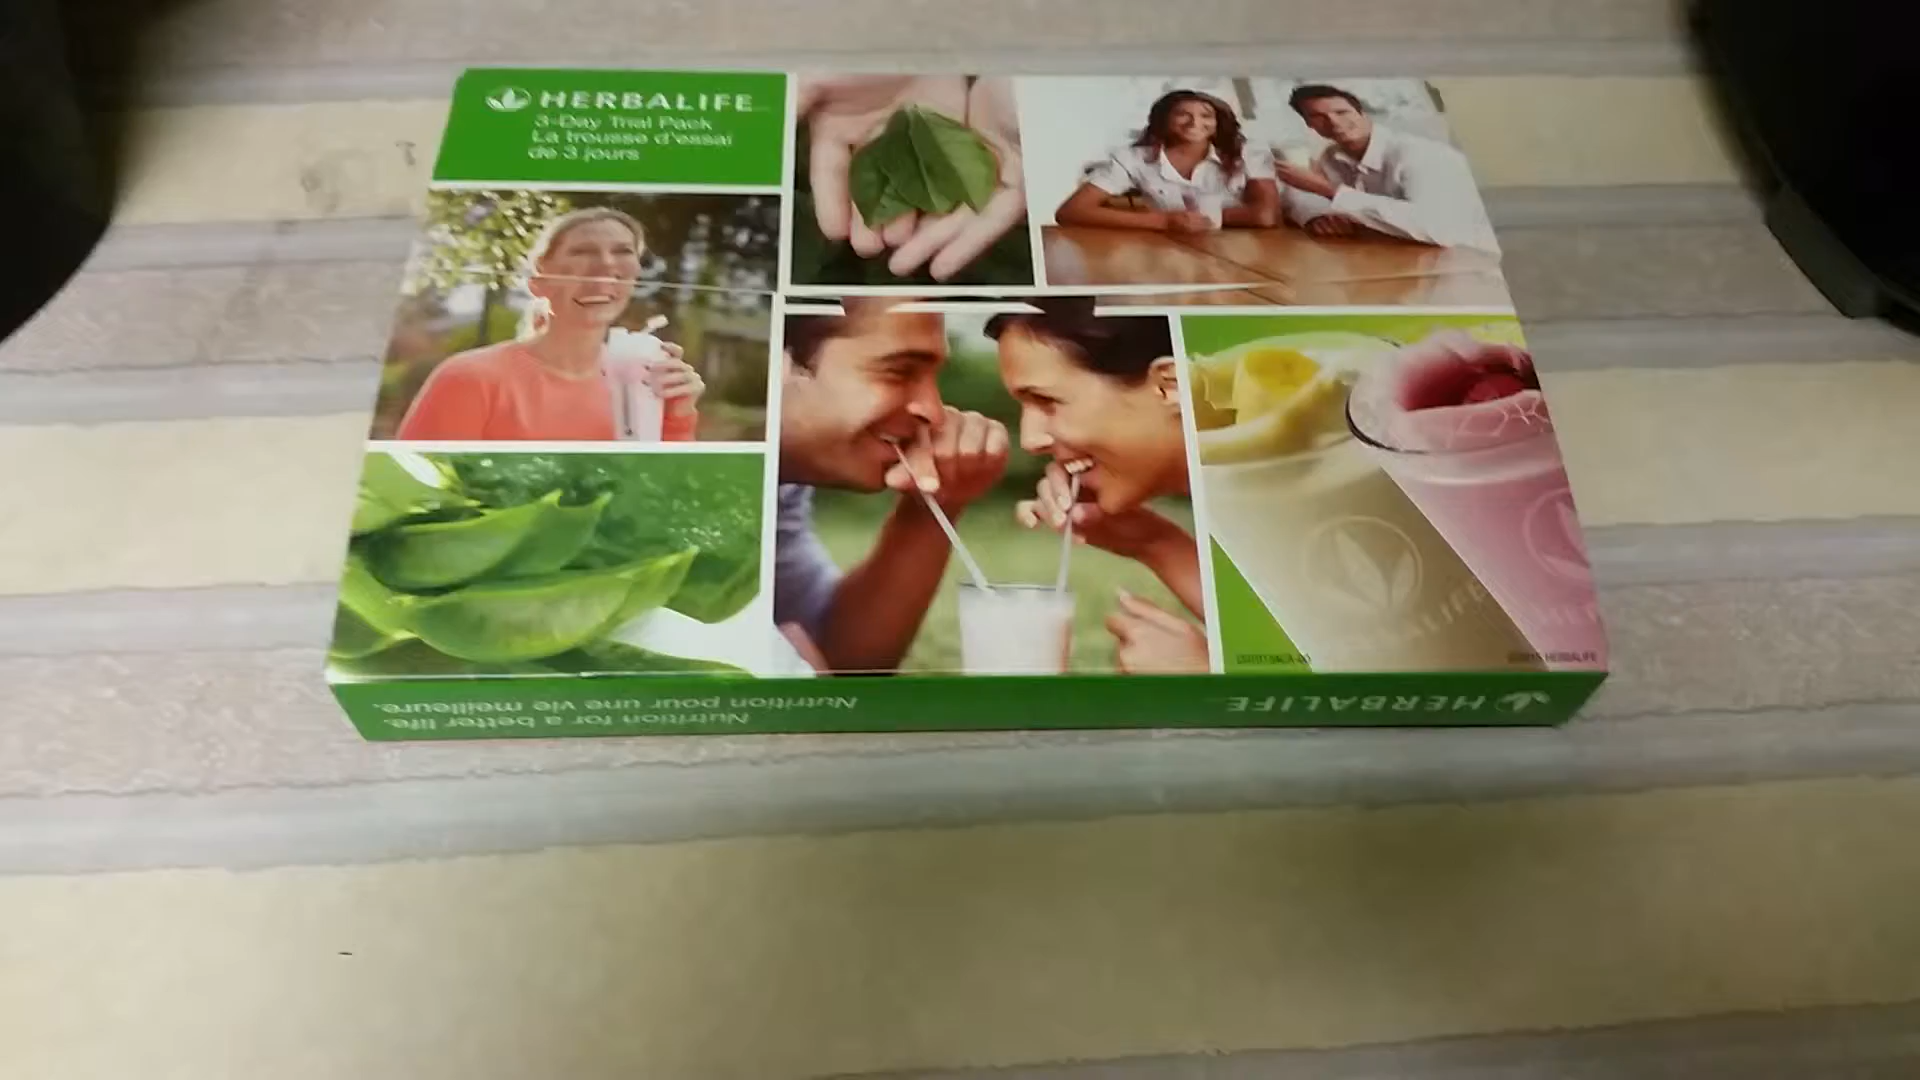 HERBALIFE
3-Day Trial Pack
La trousse d'essai
de 3 jours
HERBALIFE
Nutrition for a better life.
Nutrition pour une vie meilleure.